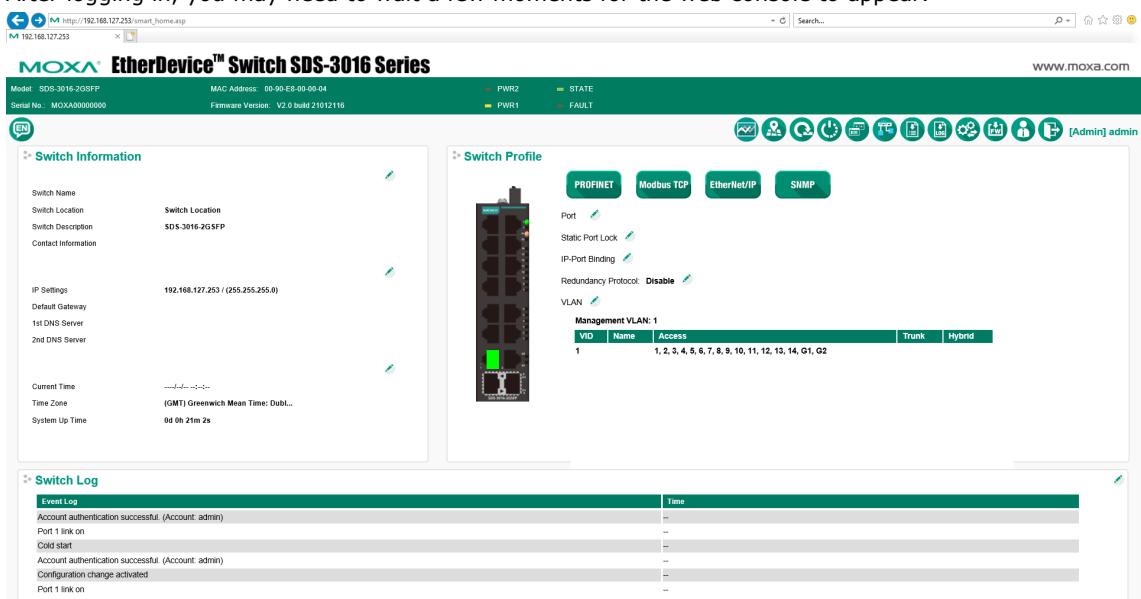 After logging in, you may need to wait a few moments for the web console to appear.
http://192.168.127.253/smart_home.asp
Search...
192.168.127.253
MOXA EtherDevice™ Switch SDS-3016 Series
www.moxa.com
Model: SDS-3016-2GSFP MAC Address: 00-90-E8-00-00-04 PWR2 STATE
Serial No.: MOXA00000000 Firmware Version: V2.0 build 21012116 PWR1 FAULT
EN
LOG
FW
[Admin] admin
Switch Information
Switch Name
Switch Location Switch Location
Switch Description SDS-3016-2GSFP
Contact Information
IP Settings 192.168.127.253 / (255.255.255.0)
Default Gateway
1st DNS Server
2nd DNS Server
Current Time ----/--/-- --:--:--
Time Zone (GMT) Greenwich Mean Time: Dubl...
System Up Time 0d 0h 21m 2s
Switch Profile
PROFINET Modbus TCP EtherNet/IP SNMP
Port
Static Port Lock
IP-Port Binding
Redundancy Protocol: Disable
VLAN
Management VLAN: 1
VID Name Access Trunk Hybrid
1 1, 2, 3, 4, 5, 6, 7, 8, 9, 10, 11, 12, 13, 14, G1, G2
SDS-3016-2GSFP
Switch Log
Event Log Time
Account authentication successful. (Account: admin) --
Port 1 link on --
Cold start --
Account authentication successful. (Account: admin) --
Configuration change activated --
Port 1 link on --